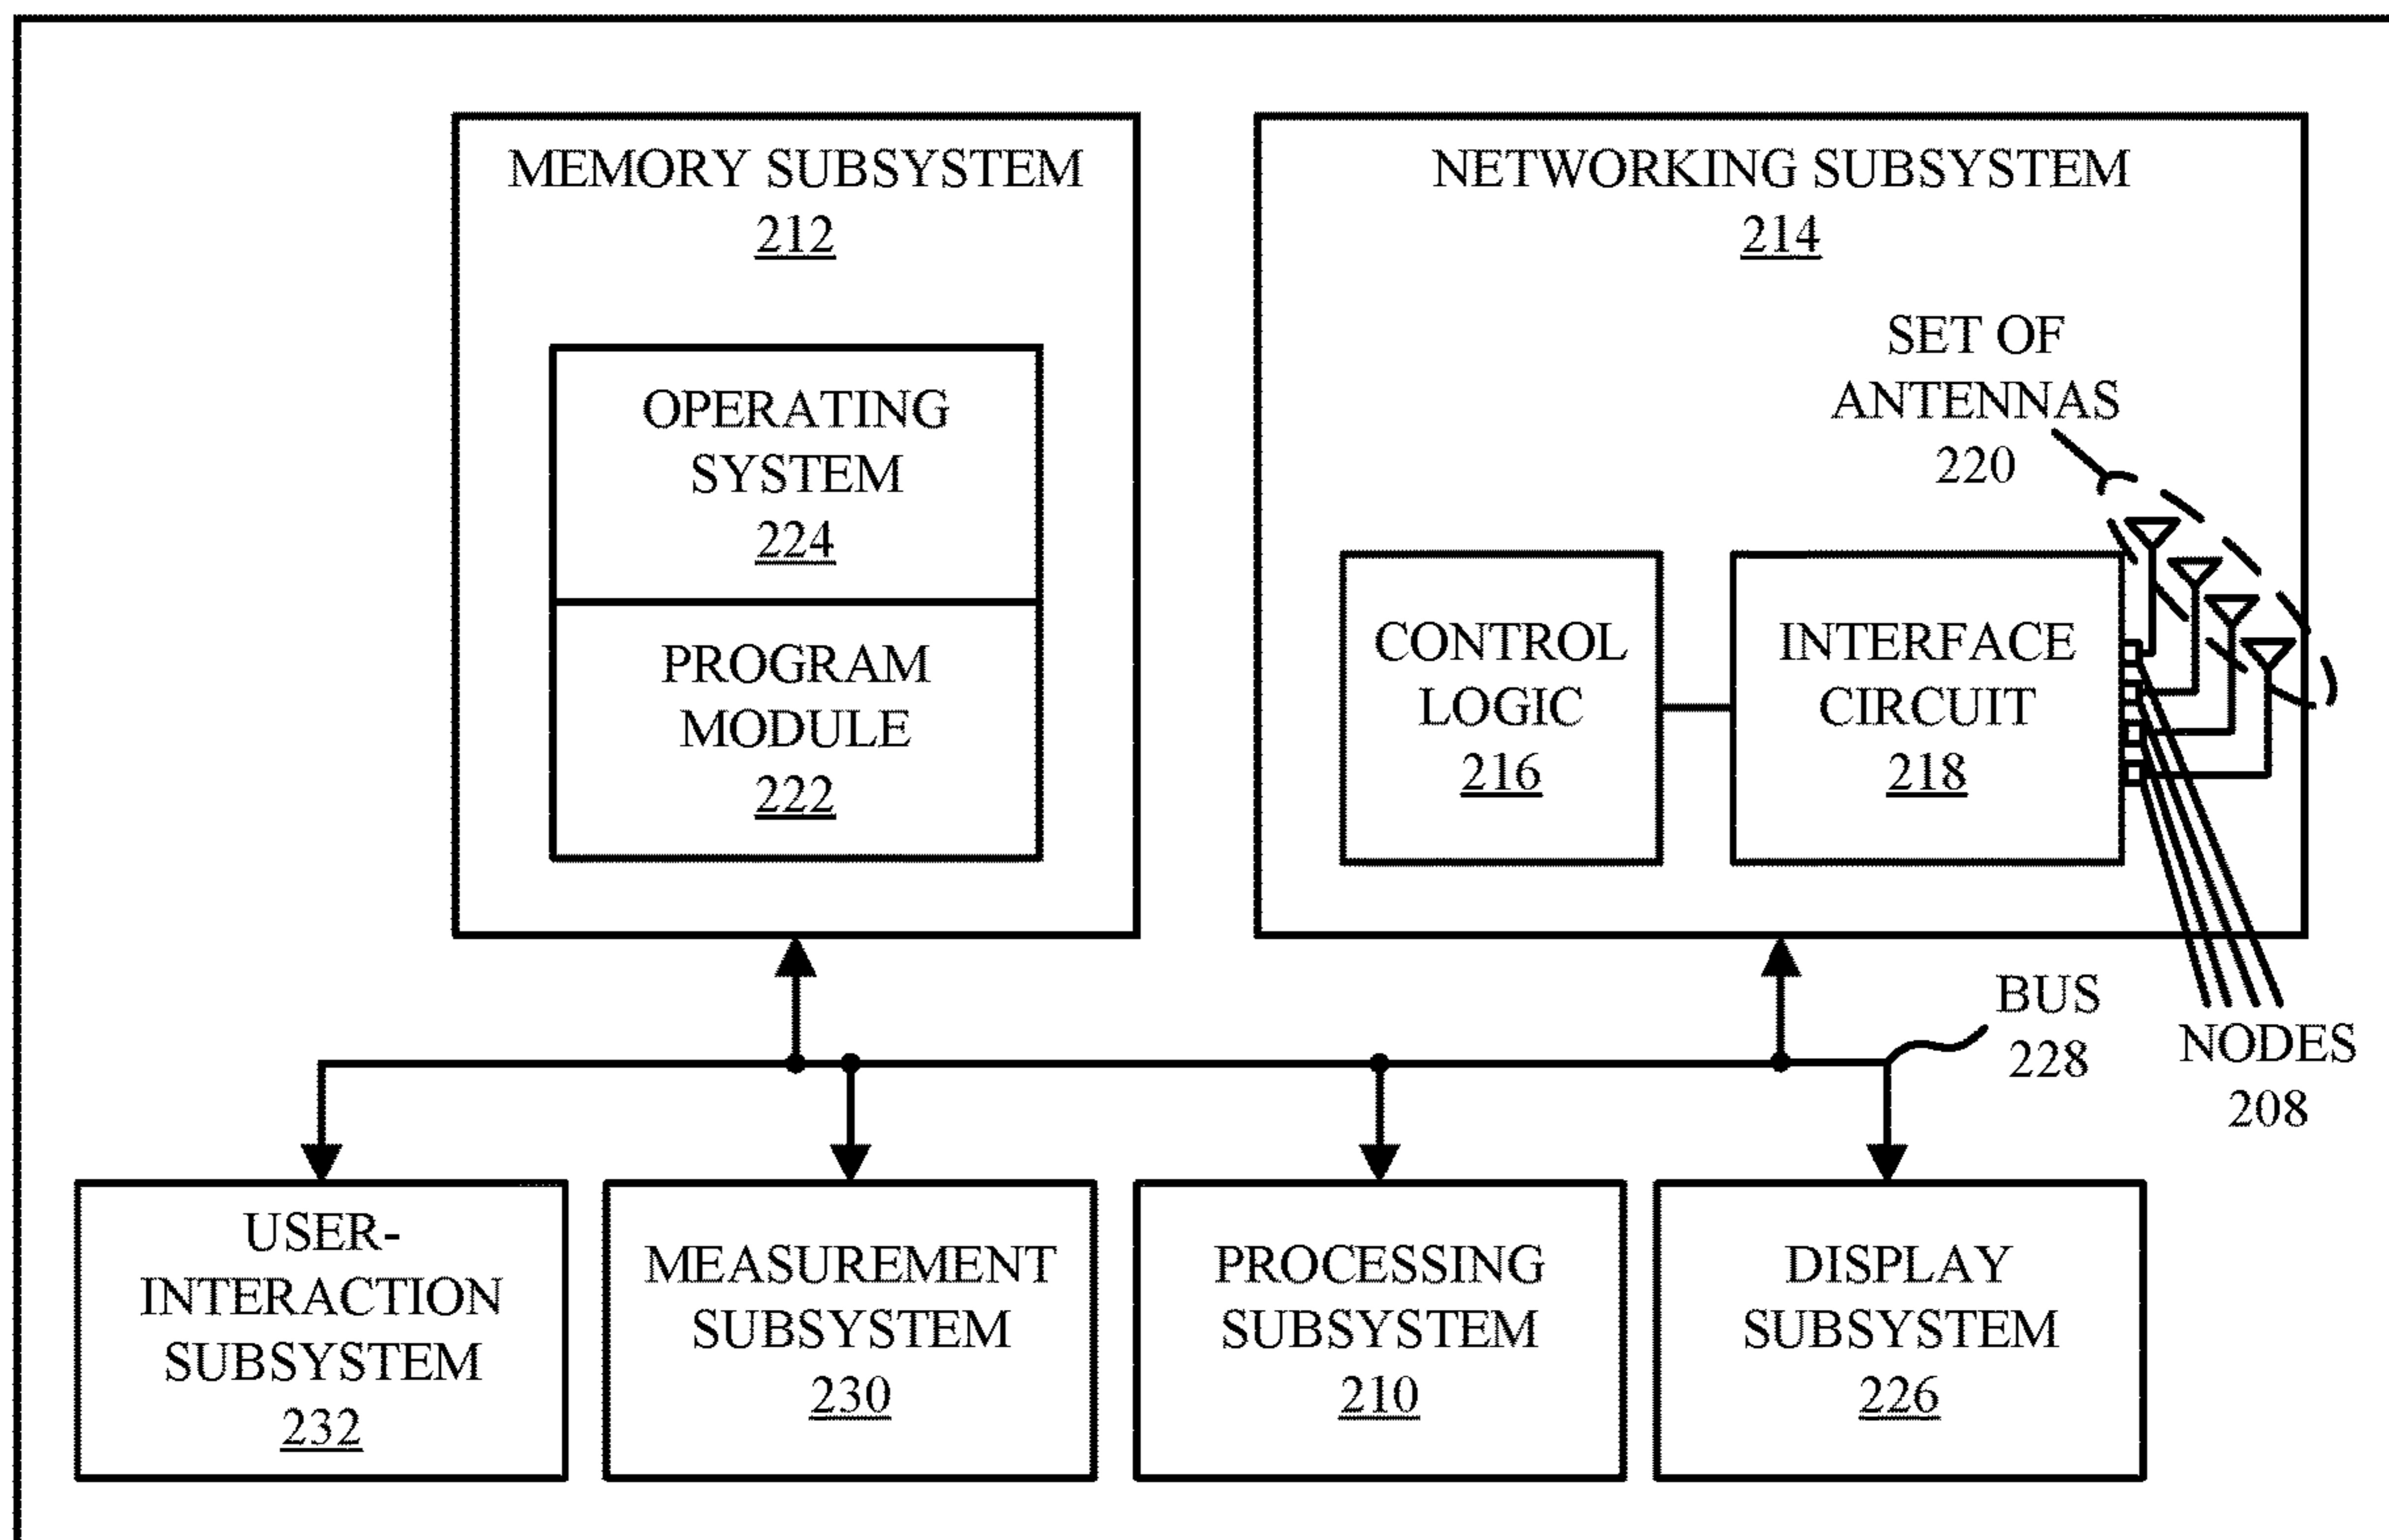 MEMORY SUBSYSTEM
212
OPERATING
SYSTEM
224
PROGRAM
MODULE
222
NETWORKING SUBSYSTEM
214
SET OF
ANTENNAS
220
CONTROL
LOGIC
216
INTERFACE
CIRCUIT
218
BUS
228
NODES
208
USER-
INTERACTION
SUBSYSTEM
232
MEASUREMENT
SUBSYSTEM
230
PROCESSING
SUBSYSTEM
210
DISPLAY
SUBSYSTEM
226